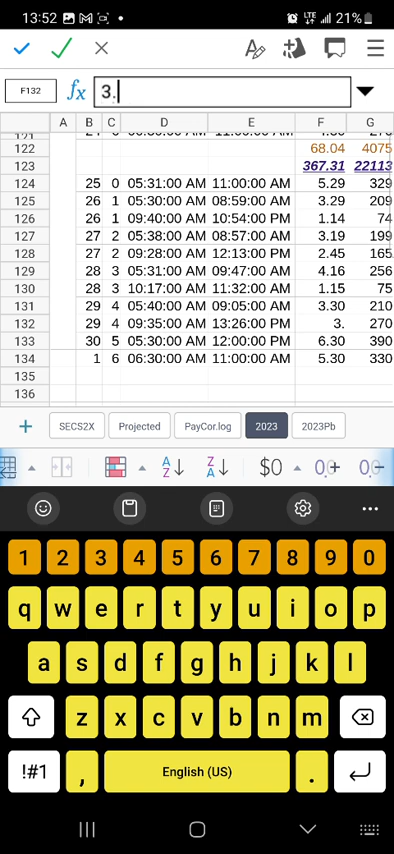 13:52 LTE 21%
F132 fx 3.
A B C D E F G
121
122 68.04 4075
123 367.31 22113
124 25 0 05:31:00 AM 11:00:00 AM 5.29 329
125 26 1 05:30:00 AM 08:59:00 AM 3.29 209
126 26 1 09:40:00 AM 10:54:00 PM 1.14 74
127 27 2 05:38:00 AM 08:57:00 AM 3.19 199
128 27 2 09:28:00 AM 12:13:00 PM 2.45 165
129 28 3 05:31:00 AM 09:47:00 AM 4.16 256
130 28 3 10:17:00 AM 11:32:00 AM 1.15 75
131 29 4 05:40:00 AM 09:05:00 AM 3.30 210
132 29 4 09:35:00 AM 13:26:00 PM 3. 270
133 30 5 05:30:00 AM 12:00:00 PM 6.30 390
134 1 6 06:30:00 AM 11:00:00 AM 5.30 330
135
136
+ SECS2X Projected PayCor.log 2023 2023Pb
A Z Z A $0 0+ 0-
1 2 3 4 5 6 7 8 9 0
q w e r t y u i o p
a s d f g h j k l
z x c v b n m
!#1 , English (US) .